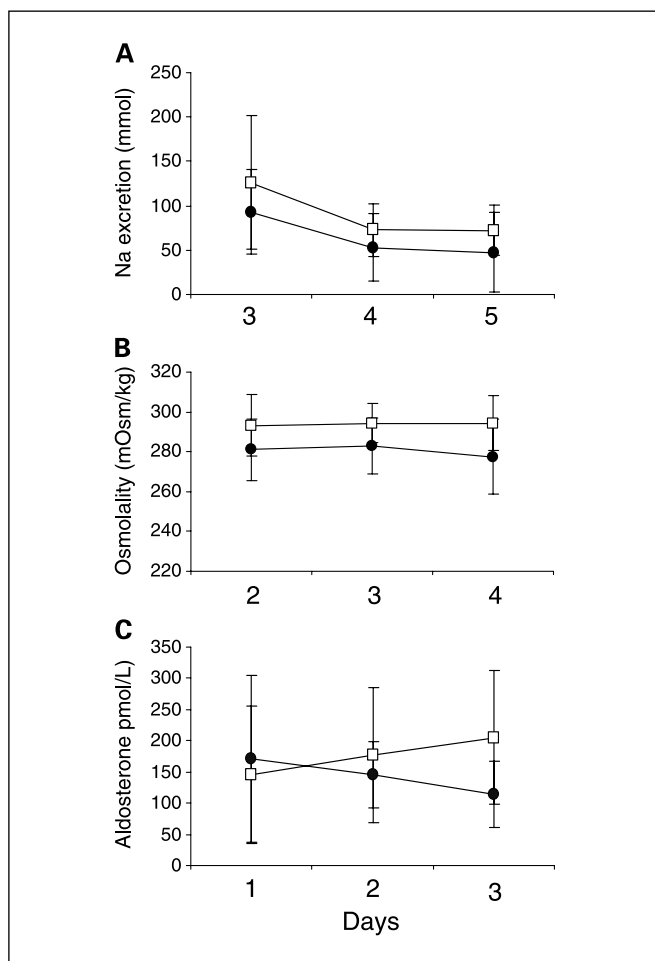 A
Na excretion (mmol)
250
200
150
100
50
0
3 4 5
B
Osmolality (mOsm/kg)
320
300
280
260
240
220
2 3 4
C
Aldosterone pmol/L)
350
300
250
200
150
100
50
0
1 2 3
Days